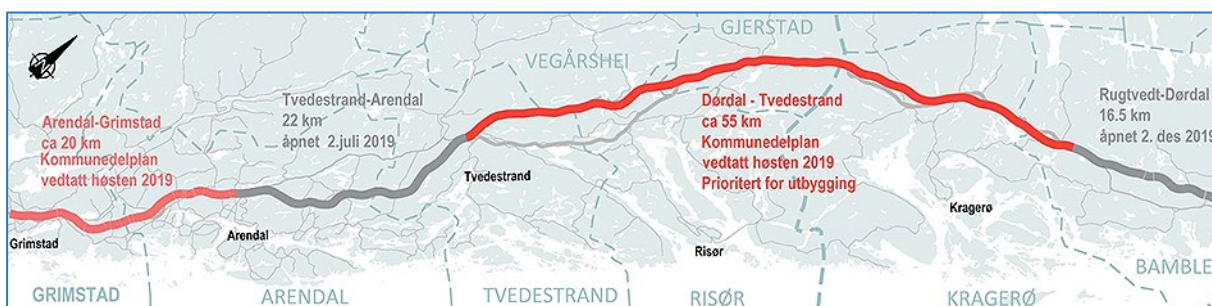 GJERSTAD
VEGÅRSHEI
Tvedestrand-Arendal
22 km
åpnet 2.juli 2019
Arendal-Grimstad
ca 20 km
Kommunedelplan
vedtatt høsten 2019
Dørdal - Tvedestrand
ca 55 km
Kommunedelplan
vedtatt høsten 2019
Prioritert for utbygging
Rugtvedt-Dørdal
16.5 km
åpnet 2. des 2019
Tvedestrand
Kragerø
Grimstad
Arendal
Risør
BAMBLE
GRIMSTAD
ARENDAL
TVEDESTRAND
RISØR
KRAGERØ